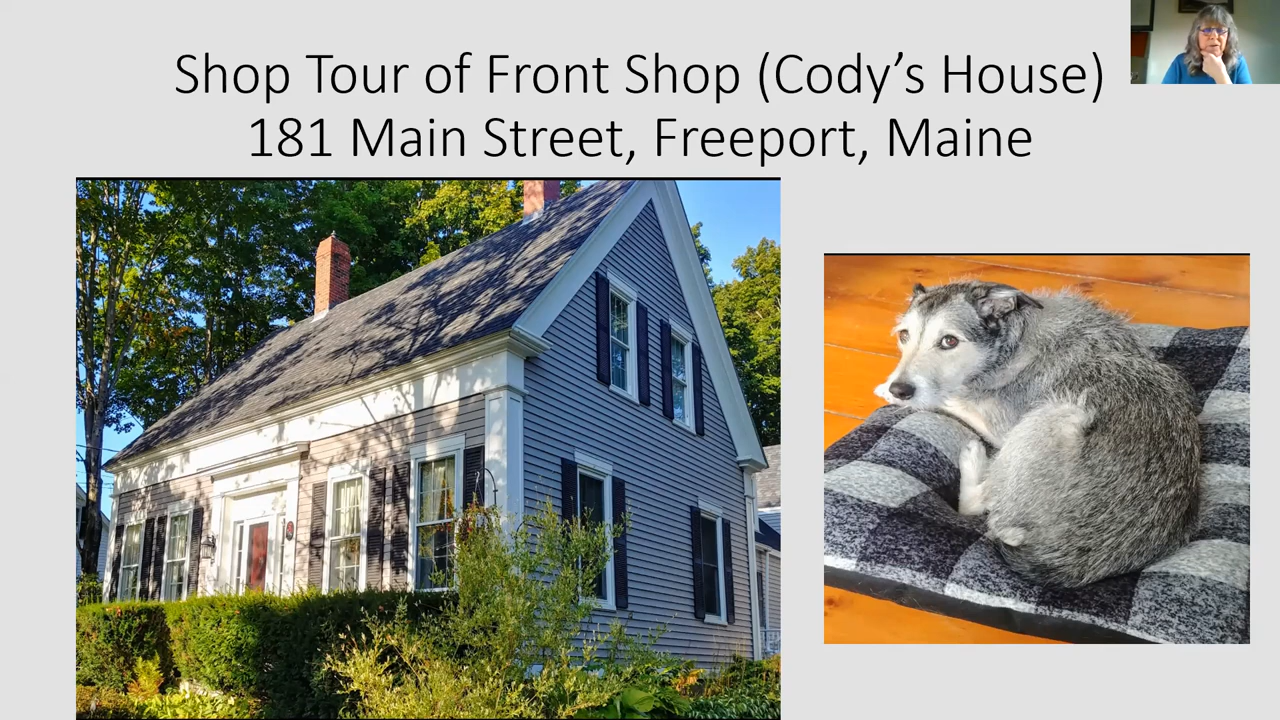 Shop Tour of Front Shop (Cody’s House)
181 Main Street, Freeport, Maine